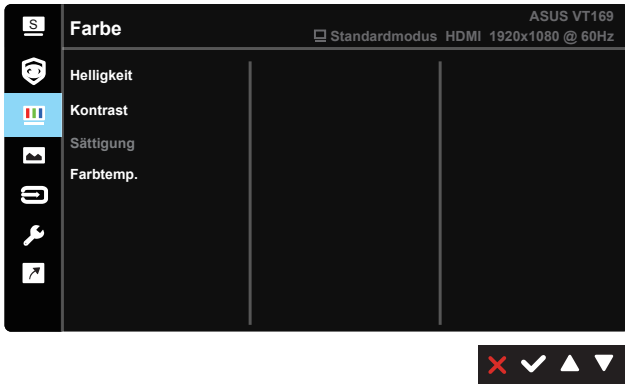 S
Farbe
ASUS VT169
Standardmodus HDMI 1920x1080 @ 60Hz
Helligkeit
Kontrast
Sättigung
Farbtemp.